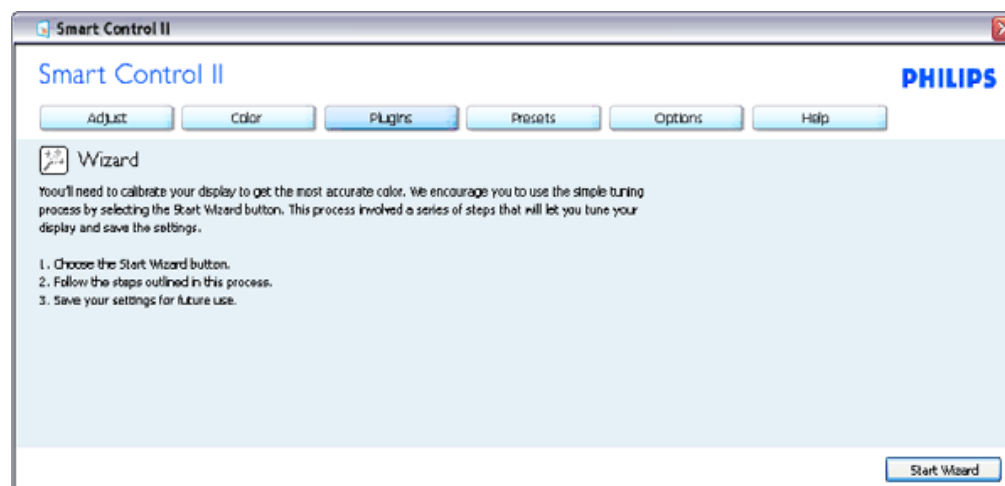 Smart Control II
Smart Control II
PHILIPS
Adjust Color Plugins Presets Options Help
Wizard
Yoou'll need to calibrate your display to get the most accurate color. We encourage you to use the simple tuning
process by selecting the Start Wizard button. This process involved a series of steps that will let you tune your
display and save the settings.
1. Choose the Start Wizard button.
2. Follow the steps outlined in this process.
3. Save your settings for future use.
Start Wizard